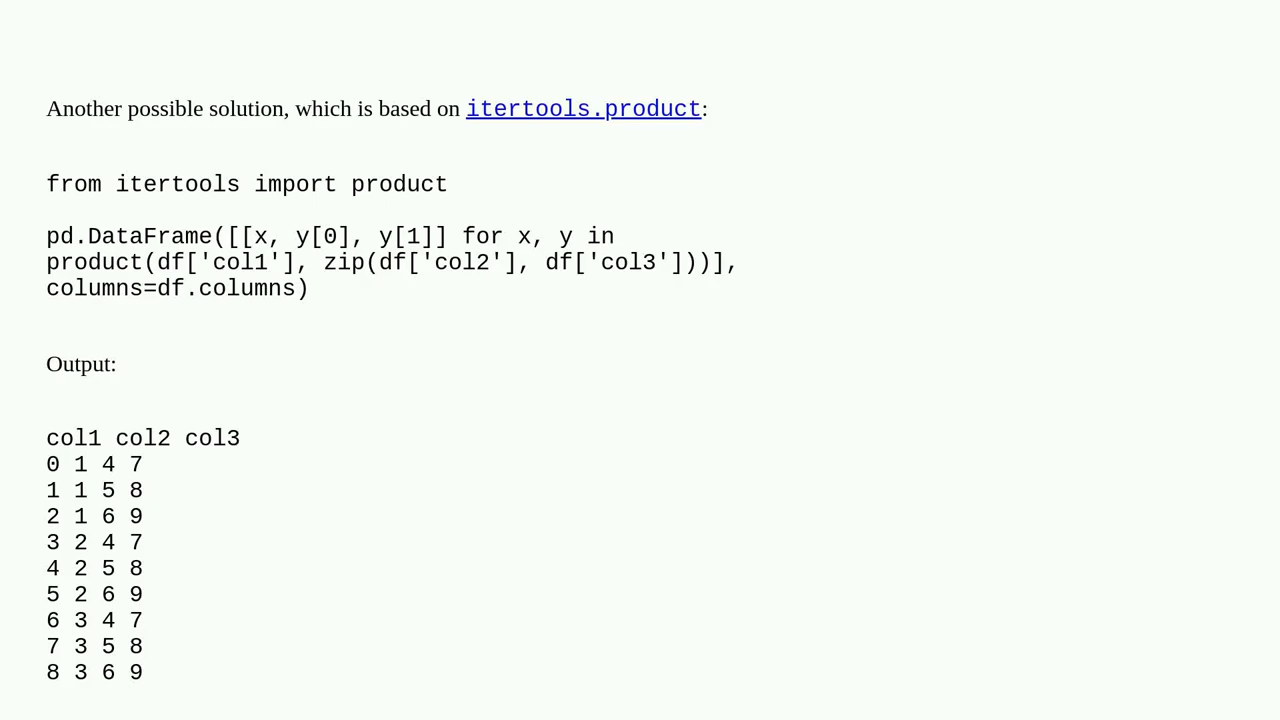 Another possible solution, which is based on itertools.product:
from itertools import product
pd.DataFrame([[x, y[0], y[1]] for x, y in
product(df['col1'], zip(df['col2'], df['col3']))],
columns=df.columns)
Output:
col1 col2 col3
0 1 4 7
1 1 5 8
2 1 6 9
3 2 4 7
4 2 5 8
5 2 6 9
6 3 4 7
7 3 5 8
8 3 6 9